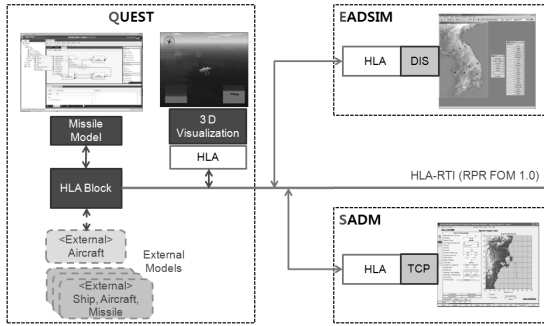 QUEST
Missile
Model
3 D
Visualization
HLA
HLA Block
<External>
Aircraft
External
Models
<External>
Ship, Aircraft,
Missile
EADSIM
HLA
DIS
HLA-RTI (RPR FOM 1.0)
SADM
HLA
TCP